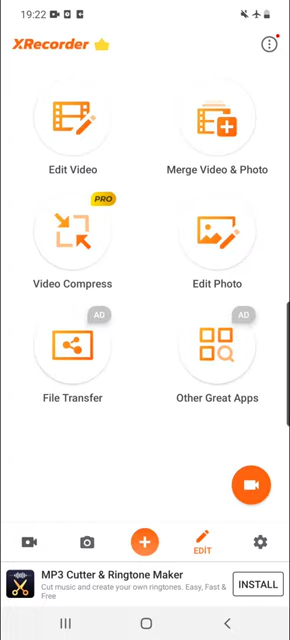 19:22
XRecorder
Edit Video
Merge Video & Photo
PRO
Video Compress
Edit Photo
AD
AD
File Transfer
Other Great Apps
EDİT
MP3 Cutter & Ringtone Maker
Cut music and create your own ringtones. Easy, Fast &
Free
INSTALL